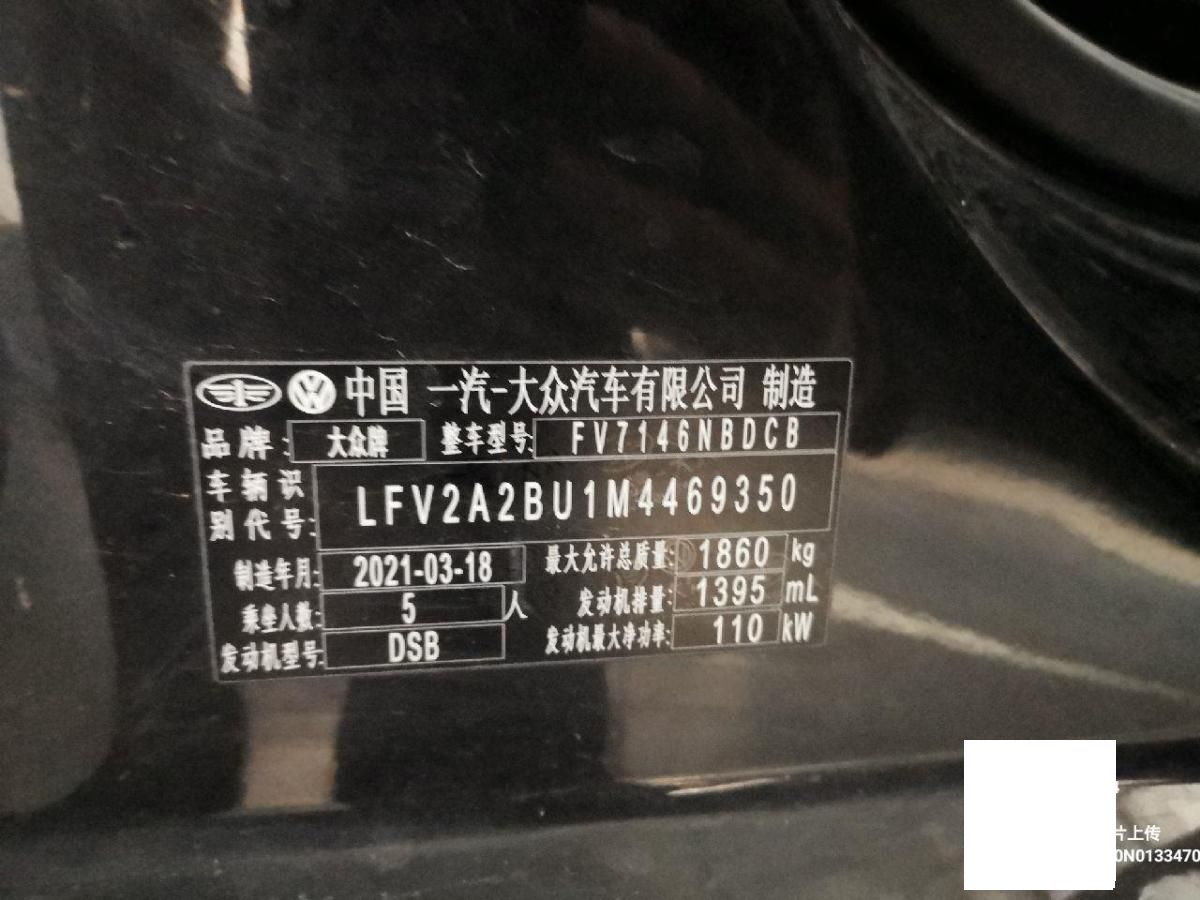 中国 一汽-大众汽车有限公司 制造
品牌: 大众牌 整车型号: FV7146NBDCB
车辆识
别代号: LFV2A2BU1M4469350
制造年月: 2021-03-18 最大允许总质量: 1860 kg
乘坐人数: 5 人 发动机排量: 1395 mL
发动机型号: DSB 发动机最大净功率: 110 kW
片上传
0N0133470